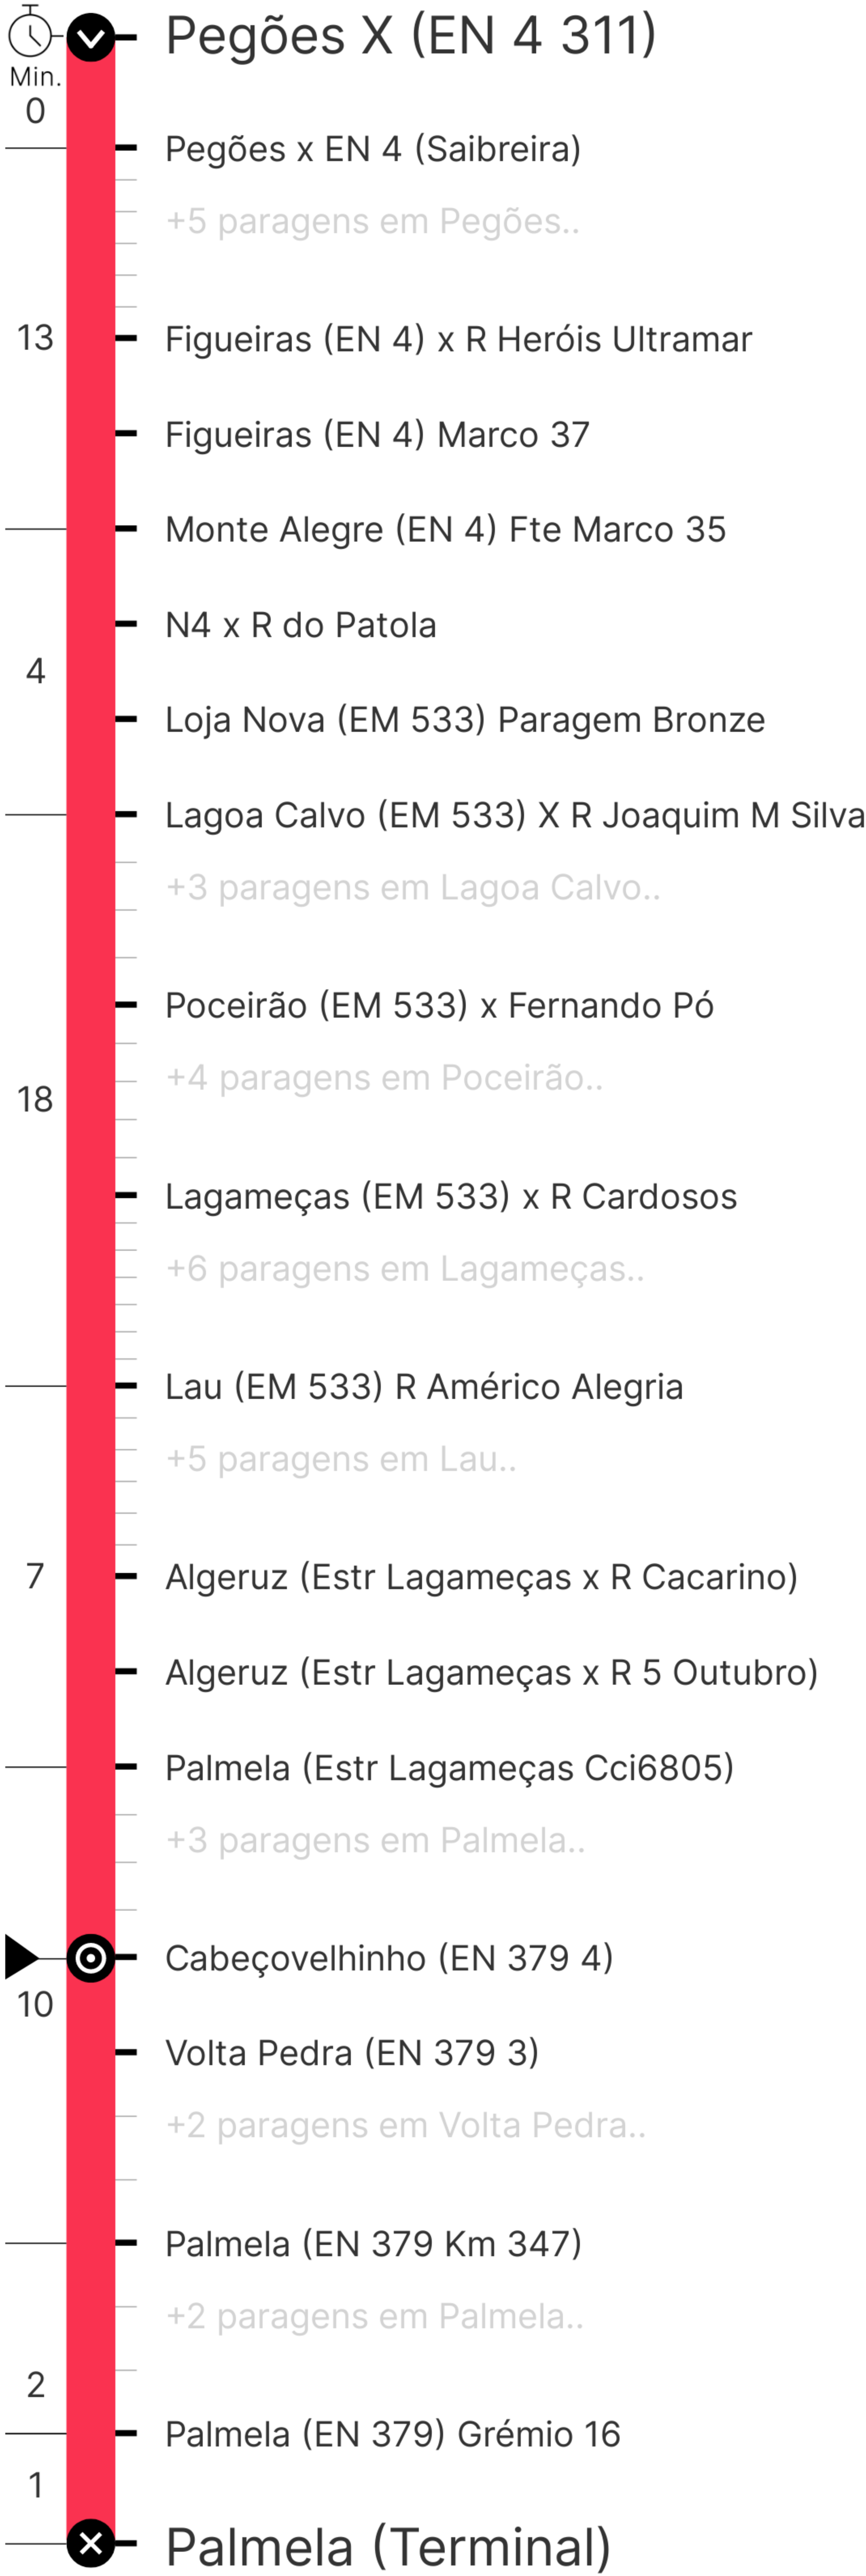 Pegões X (EN 4 311)
Min.
0
Pegões x EN 4 (Saibreira)
+5 paragens em Pegões..
13
Figueiras (EN 4) x R Heróis Ultramar
Figueiras (EN 4) Marco 37
Monte Alegre (EN 4) Fte Marco 35
N4 x R do Patola
4
Loja Nova (EM 533) Paragem Bronze
Lagoa Calvo (EM 533) X R Joaquim M Silva
+3 paragens em Lagoa Calvo..
Poceirão (EM 533) x Fernando Pó
+4 paragens em Poceirão..
18
Lagameças (EM 533) x R Cardosos
+6 paragens em Lagameças..
Lau (EM 533) R Américo Alegria
+5 paragens em Lau..
7
Algeruz (Estr Lagameças x R Cacarino)
Algeruz (Estr Lagameças x R 5 Outubro)
Palmela (Estr Lagameças Cci6805)
+3 paragens em Palmela..
Cabeçovelhinho (EN 379 4)
10
Volta Pedra (EN 379 3)
+2 paragens em Volta Pedra..
Palmela (EN 379 Km 347)
+2 paragens em Palmela..
2
Palmela (EN 379) Grémio 16
1
Palmela (Terminal)